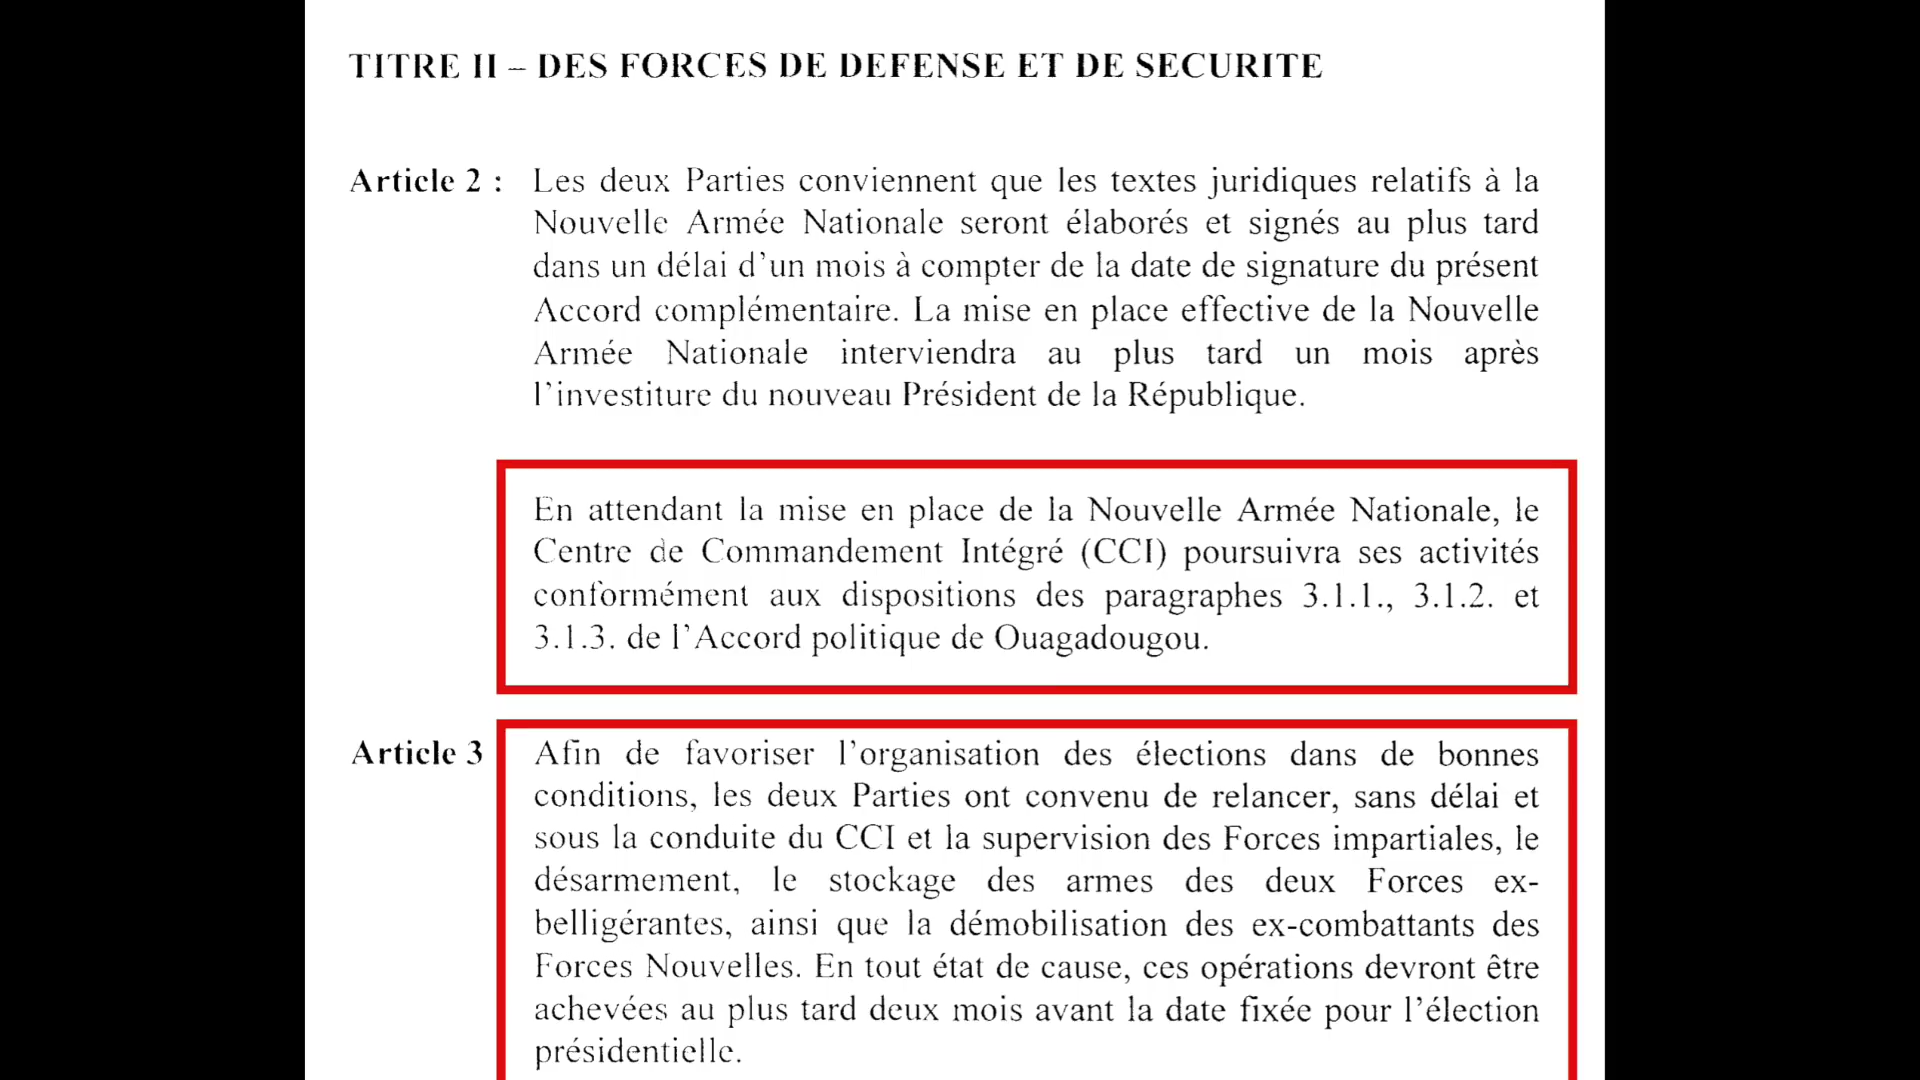 TITRE II – DES FORCES DE DEFENSE ET DE SECURITE
Article 2 : Les deux Parties conviennent que les textes juridiques relatifs à la
Nouvelle Armée Nationale seront élaborés et signés au plus tard
dans un délai d'un mois à compter de la date de signature du présent
Accord complémentaire. La mise en place effective de la Nouvelle
Armée Nationale interviendra au plus tard un mois après
l'investiture du nouveau Président de la République.
En attendant la mise en place de la Nouvelle Armée Nationale, le
Centre de Commandement Intégré (CCI) poursuivra ses activités
conformément aux dispositions des paragraphes 3.1.1., 3.1.2. et
3.1.3. de l'Accord politique de Ouagadougou.
Article 3 Afin de favoriser l'organisation des élections dans de bonnes
conditions, les deux Parties ont convenu de relancer, sans délai et
sous la conduite du CCI et la supervision des Forces impartiales, le
désarmement, le stockage des armes des deux Forces ex-
belligérantes, ainsi que la démobilisation des ex-combattants des
Forces Nouvelles. En tout état de cause, ces opérations devront être
achevées au plus tard deux mois avant la date fixée pour l'élection
présidentielle.